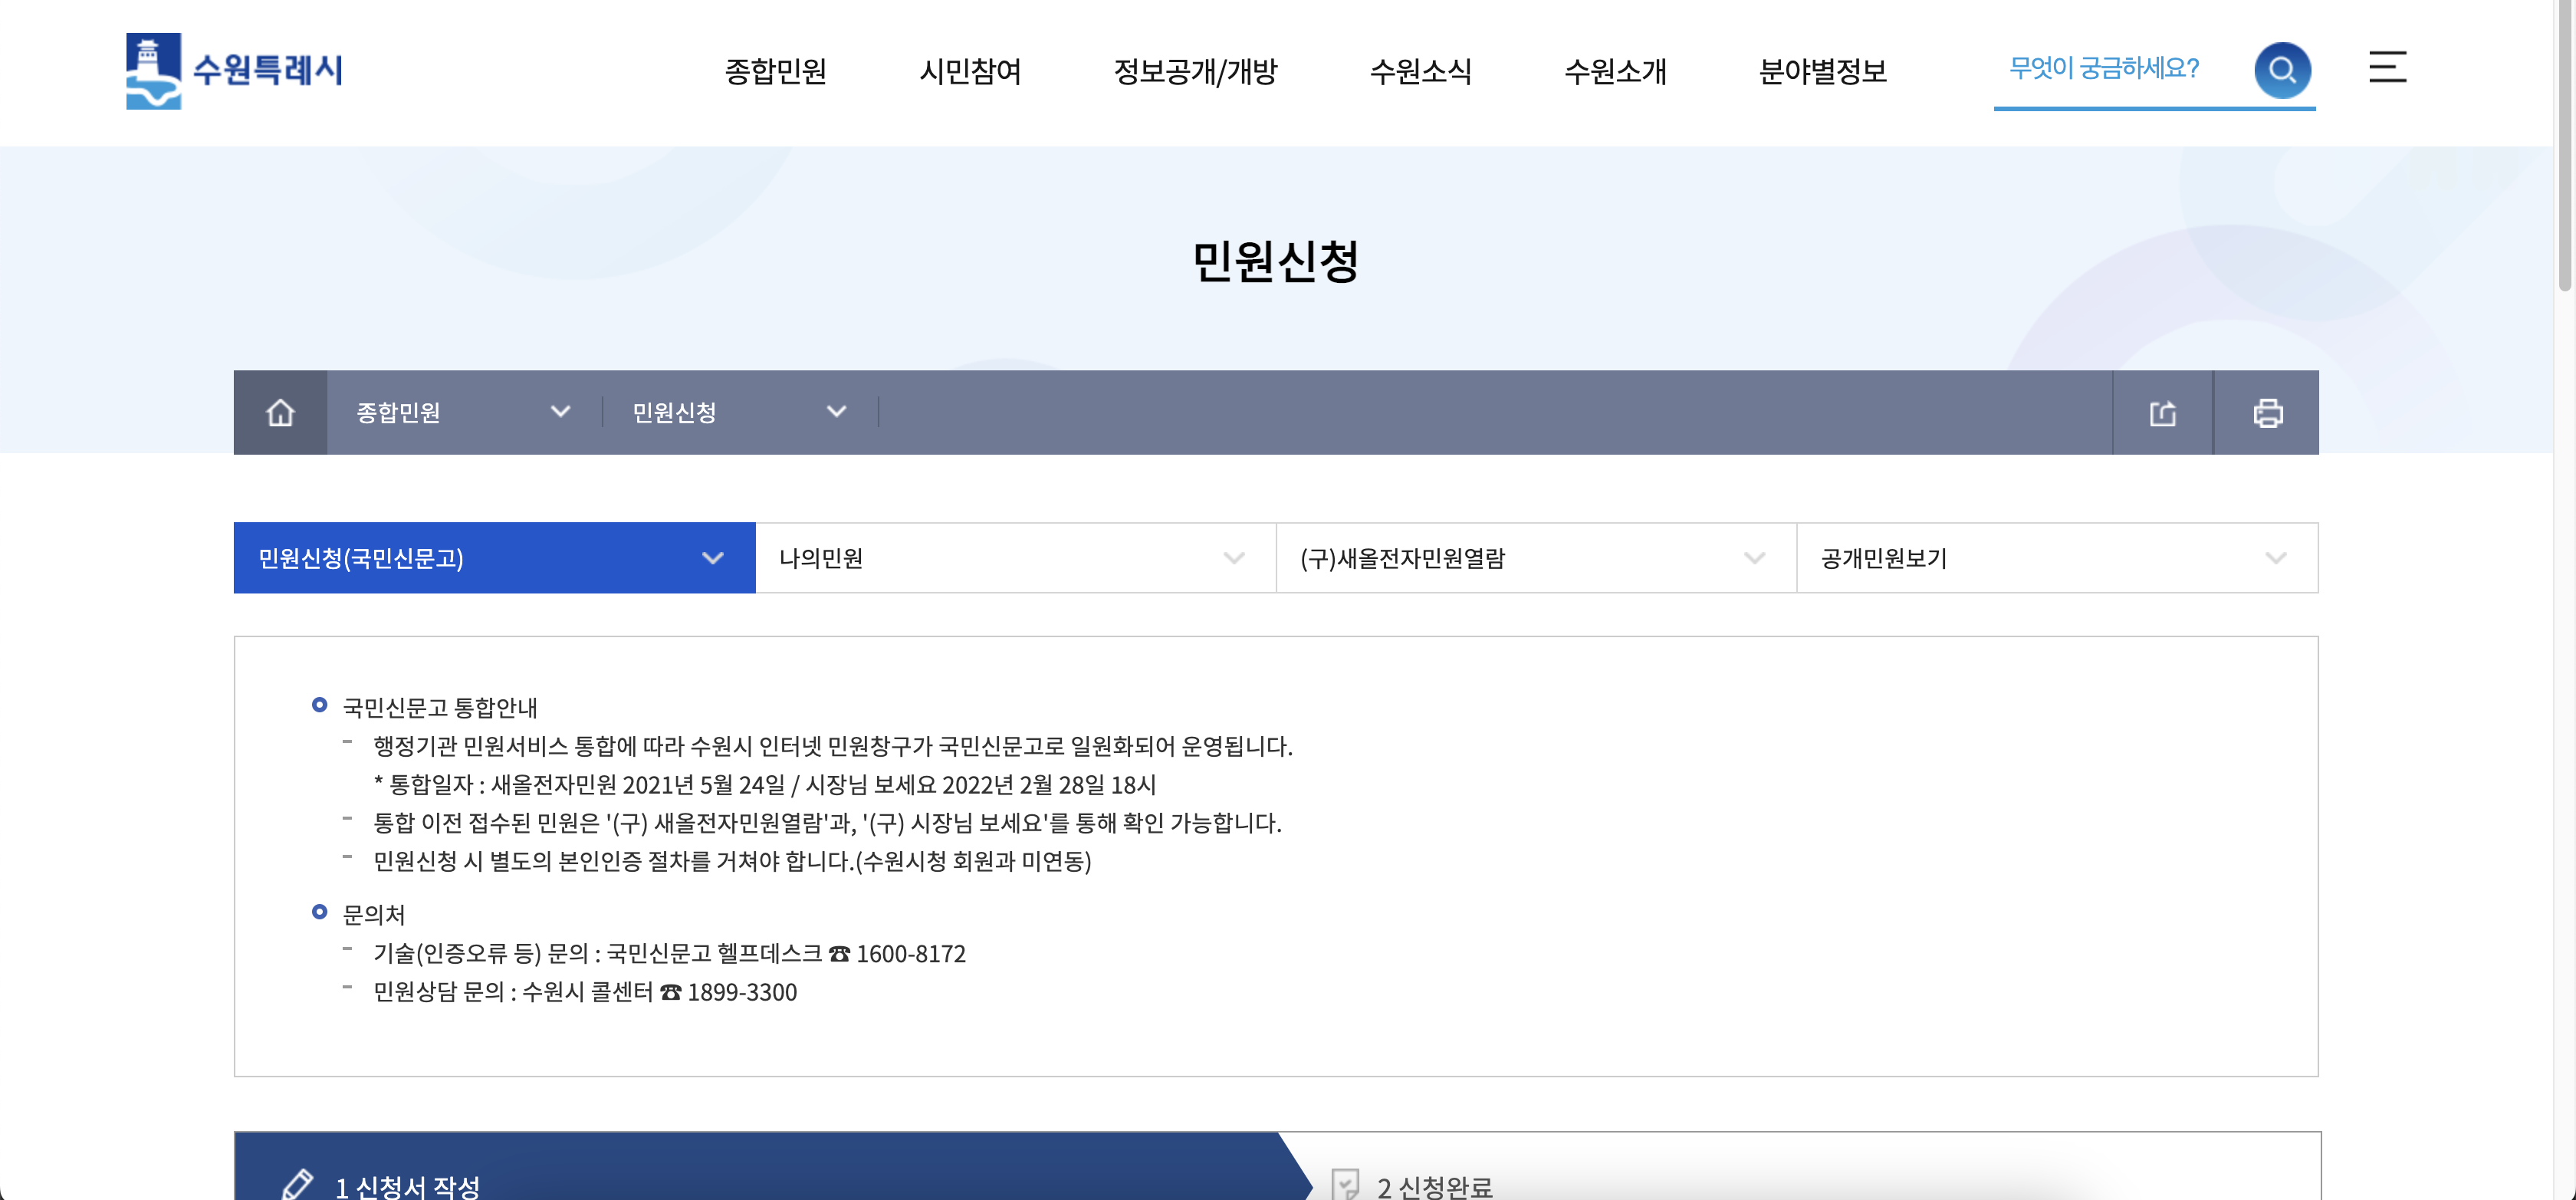 수원특례시
종합민원 시민참여 정보공개/개방 수원소식 수원소개 분야별정보 무엇이 궁금하세요?
민원신청
종합민원 민원신청
민원신청(국민신문고) 나의민원 (구)새올전자민원열람 공개민원보기
국민신문고 통합안내
- 행정기관 민원서비스 통합에 따라 수원시 인터넷 민원창구가 국민신문고로 일원화되어 운영됩니다.
* 통합일자 : 새올전자민원 2021년 5월 24일 / 시장님 보세요 2022년 2월 28일 18시
- 통합 이전 접수된 민원은 '(구) 새올전자민원열람'과, '(구) 시장님 보세요'를 통해 확인 가능합니다.
- 민원신청 시 별도의 본인인증 절차를 거쳐야 합니다.(수원시청 회원과 미연동)
문의처
- 기술(인증오류 등) 문의 : 국민신문고 헬프데스크 ☎ 1600-8172
- 민원상담 문의 : 수원시 콜센터 ☎ 1899-3300
1 신청서 작성 2 신청완료